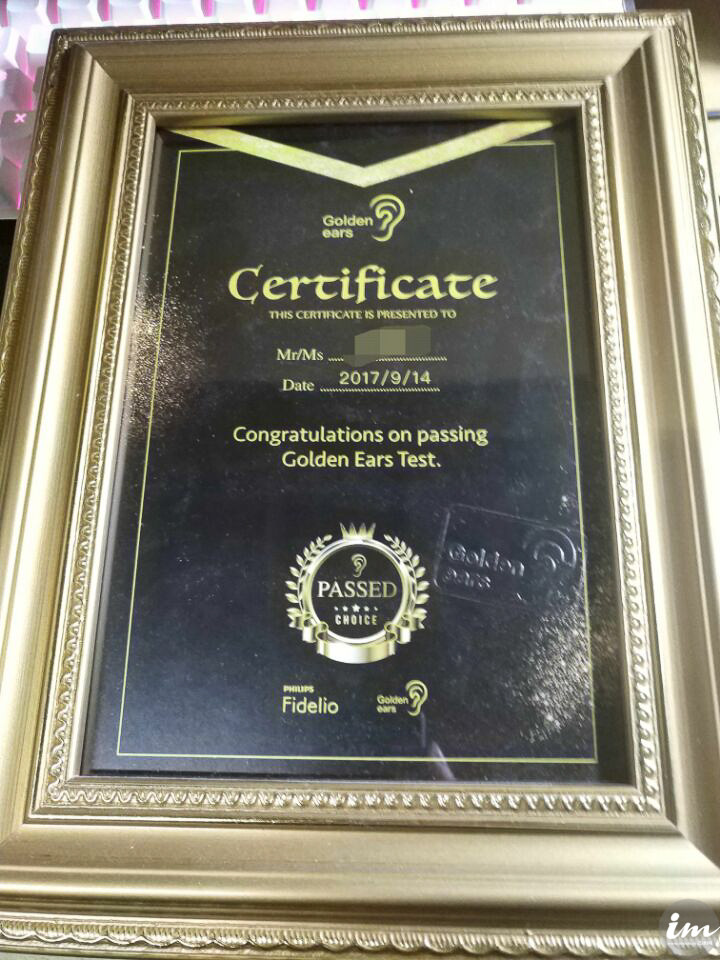 Golden
ears
Certificate
THIS CERTIFICATE IS PRESENTED TO
Mr/Ms
Date 2017/9/14
Congratulations on passing
Golden Ears Test.
Golden
ears
PASSED
CHOICE
PHILIPS
Fidelio
Golden
ears
im